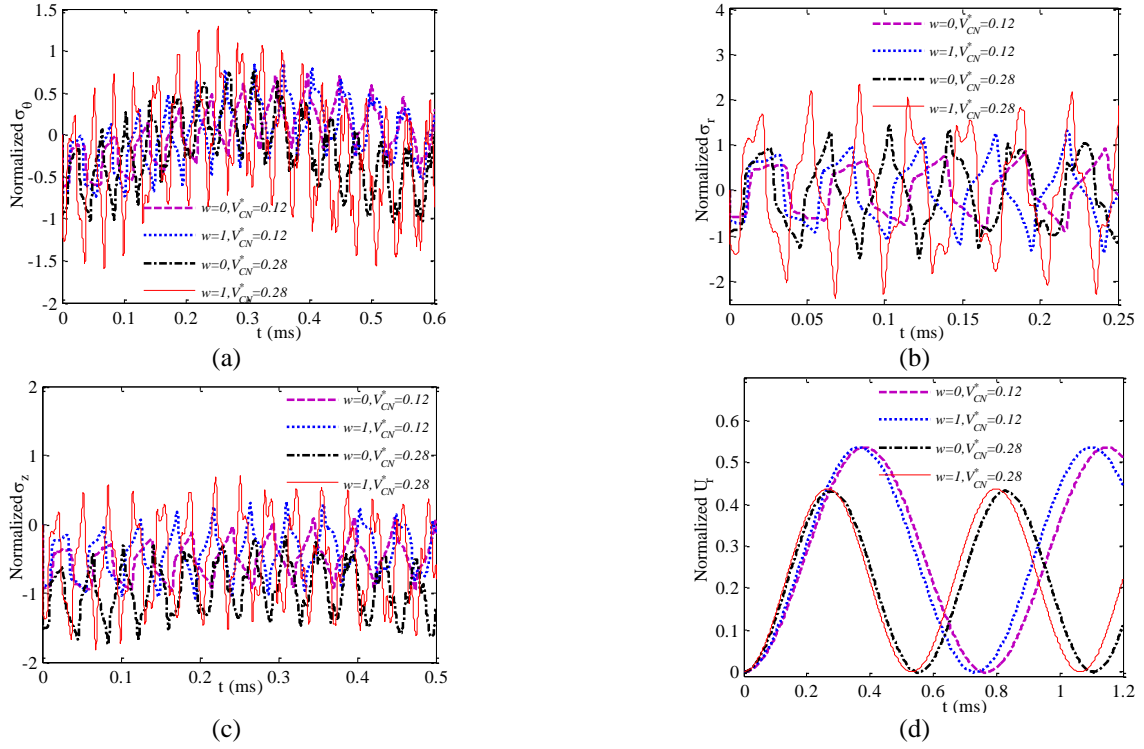 Normalized σθ
1.5
1
0.5
0
-0.5
-1
-1.5
-2
w=0,V*CN=0.12
w=1,V*CN=0.12
w=0,V*CN=0.28
w=1,V*CN=0.28
0 0.1 0.2 0.3 0.4 0.5 0.6
t (ms)
(a)
Normalized σr
4
3
2
1
0
-1
-2
w=0,V*CN=0.12
w=1,V*CN=0.12
w=0,V*CN=0.28
w=1,V*CN=0.28
0 0.05 0.1 0.15 0.2 0.25
t (ms)
(b)
Normalized σz
2
1
0
-1
-2
w=0,V*CN=0.12
w=1,V*CN=0.12
w=0,V*CN=0.28
w=1,V*CN=0.28
0 0.1 0.2 0.3 0.4 0.5
t (ms)
(c)
Normalized Ur
0.6
0.5
0.4
0.3
0.2
0.1
0
w=0,V*CN=0.12
w=1,V*CN=0.12
w=0,V*CN=0.28
w=1,V*CN=0.28
0 0.2 0.4 0.6 0.8 1 1.2
t (ms)
(d)